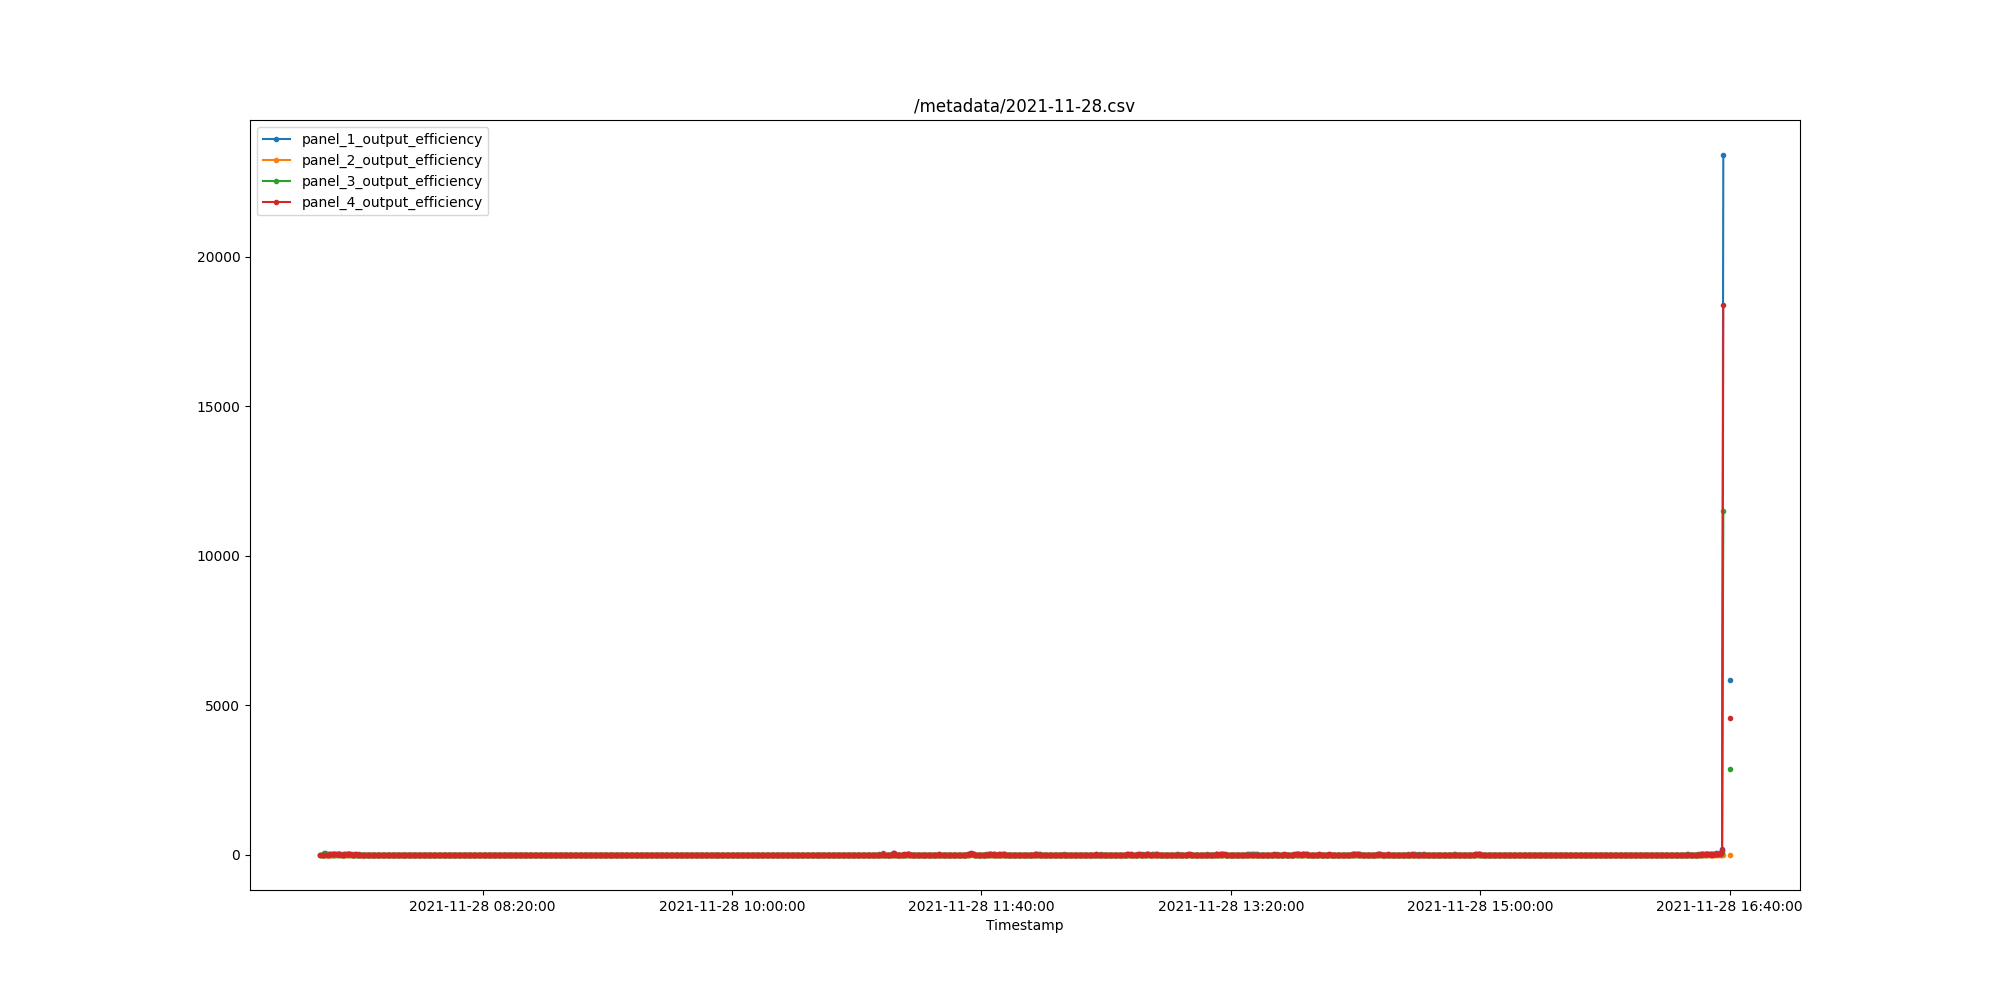 /metadata/2021-11-28.csv
panel_1_output_efficiency
panel_2_output_efficiency
panel_3_output_efficiency
panel_4_output_efficiency
20000
15000
10000
5000
0
2021-11-28 08:20:00 2021-11-28 10:00:00 2021-11-28 11:40:00 2021-11-28 13:20:00 2021-11-28 15:00:00 2021-11-28 16:40:00
Timestamp